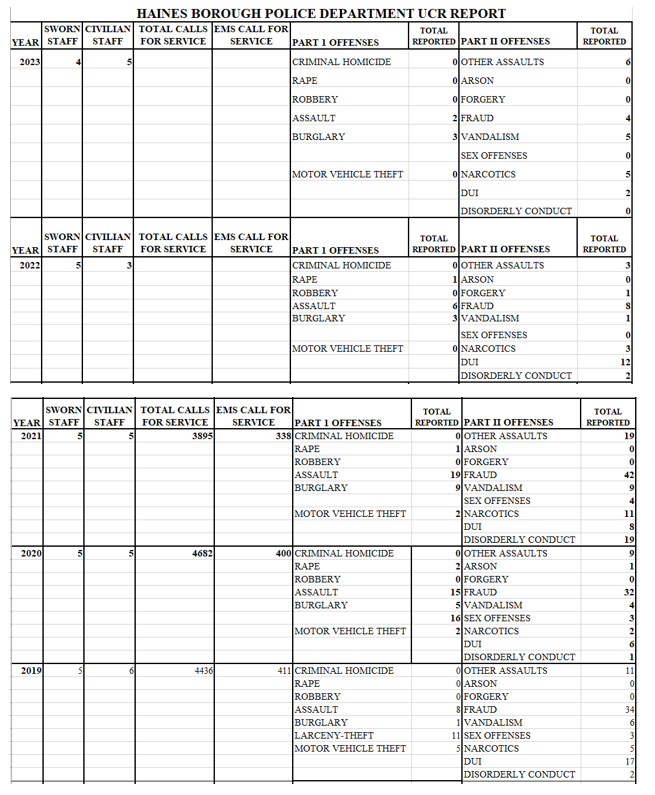 HAINES BOROUGH POLICE DEPARTMENT UCR REPORT
YEAR SWORN STAFF CIVILIAN STAFF TOTAL CALLS FOR SERVICE EMS CALL FOR SERVICE PART 1 OFFENSES TOTAL REPORTED PART II OFFENSES TOTAL REPORTED
2023 4 5 CRIMINAL HOMICIDE 0 OTHER ASSAULTS 6
RAPE 0 ARSON 0
ROBBERY 0 FORGERY 0
ASSAULT 2 FRAUD 4
BURGLARY 3 VANDALISM 5
SEX OFFENSES 0
MOTOR VEHICLE THEFT 0 NARCOTICS 5
DUI 2
DISORDERLY CONDUCT 0
YEAR SWORN STAFF CIVILIAN STAFF TOTAL CALLS FOR SERVICE EMS CALL FOR SERVICE PART 1 OFFENSES TOTAL REPORTED PART II OFFENSES TOTAL REPORTED
2022 5 3 CRIMINAL HOMICIDE 0 OTHER ASSAULTS 3
RAPE 1 ARSON 0
ROBBERY 0 FORGERY 1
ASSAULT 6 FRAUD 8
BURGLARY 3 VANDALISM 1
SEX OFFENSES 0
MOTOR VEHICLE THEFT 0 NARCOTICS 3
DUI 12
DISORDERLY CONDUCT 2
YEAR SWORN STAFF CIVILIAN STAFF TOTAL CALLS FOR SERVICE EMS CALL FOR SERVICE PART 1 OFFENSES TOTAL REPORTED PART II OFFENSES TOTAL REPORTED
2021 5 5 3895 338 CRIMINAL HOMICIDE 0 OTHER ASSAULTS 19
RAPE 1 ARSON 0
ROBBERY 0 FORGERY 0
ASSAULT 19 FRAUD 42
BURGLARY 9 VANDALISM 9
SEX OFFENSES 4
MOTOR VEHICLE THEFT 2 NARCOTICS 11
DUI 8
DISORDERLY CONDUCT 19
2020 5 5 4682 400 CRIMINAL HOMICIDE 0 OTHER ASSAULTS 9
RAPE 2 ARSON 1
ROBBERY 0 FORGERY 0
ASSAULT 15 FRAUD 32
BURGLARY 5 VANDALISM 4
16 SEX OFFENSES 3
MOTOR VEHICLE THEFT 2 NARCOTICS 2
DUI 6
DISORDERLY CONDUCT 1
2019 5 6 4436 411 CRIMINAL HOMICIDE 0 OTHER ASSAULTS 11
RAPE 0 ARSON 0
ROBBERY 0 FORGERY 0
ASSAULT 8 FRAUD 34
BURGLARY 1 VANDALISM 6
LARCENY-THEFT 11 SEX OFFENSES 3
MOTOR VEHICLE THEFT 5 NARCOTICS 5
DUI 17
DISORDERLY CONDUCT 2